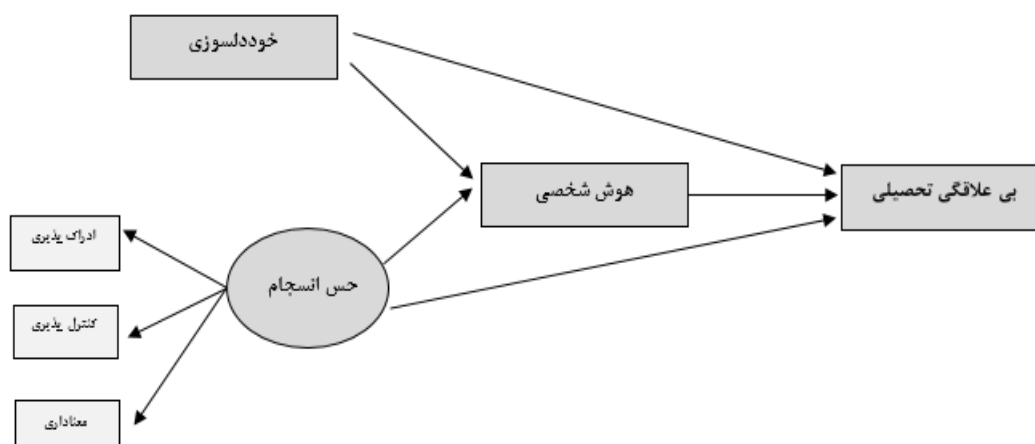 خوددلسوزی
هوش شخصی
بی علاقگی تحصیلی
حس انسجام
ادراک پذیری
کنترل پذیری
معناداری